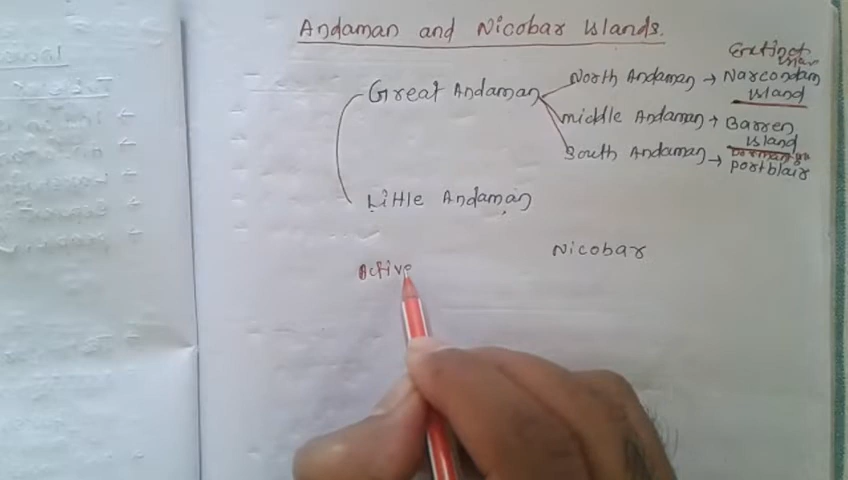 Andaman and Nicobar Islands.
Great Andaman
North Andaman → Narcondam Island
Extinct
middle Andaman → Barren Island
South Andaman → portblair
Little Andaman
Nicobar
Active